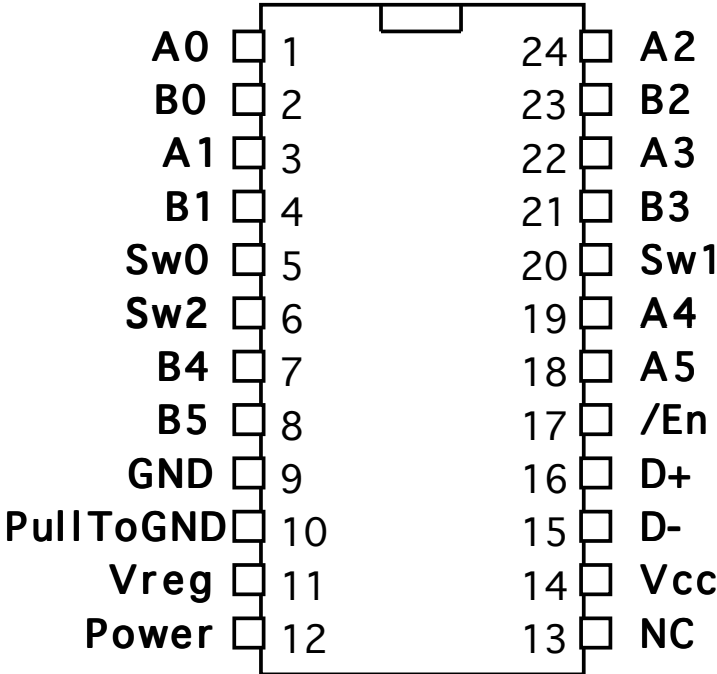 A0 1 24 A2
B0 2 23 B2
A1 3 22 A3
B1 4 21 B3
Sw0 5 20 Sw1
Sw2 6 19 A4
B4 7 18 A5
B5 8 17 /En
GND 9 16 D+
PullToGND 10 15 D-
Vreg 11 14 Vcc
Power 12 13 NC